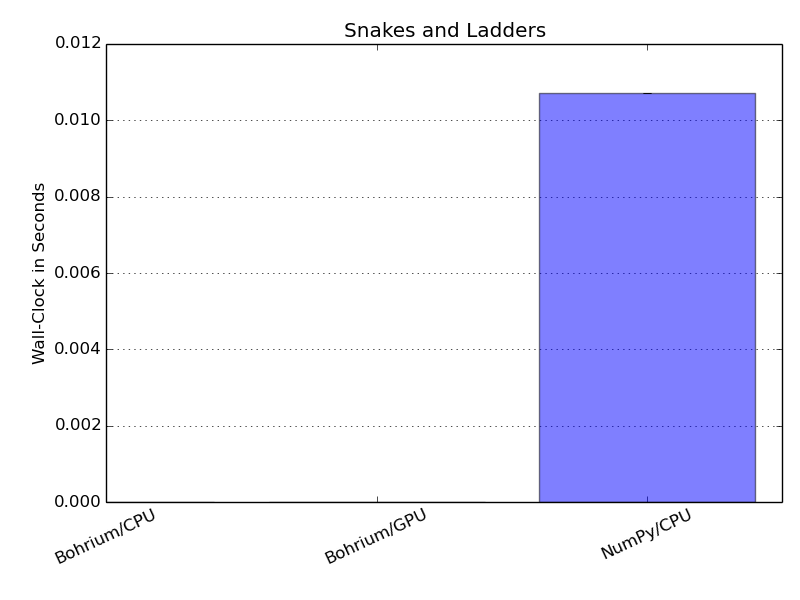 Snakes and Ladders
0.012
0.010
0.008
0.006
0.004
0.002
0.000
Wall-Clock in Seconds
Bohrium/CPU
Bohrium/GPU
NumPy/CPU